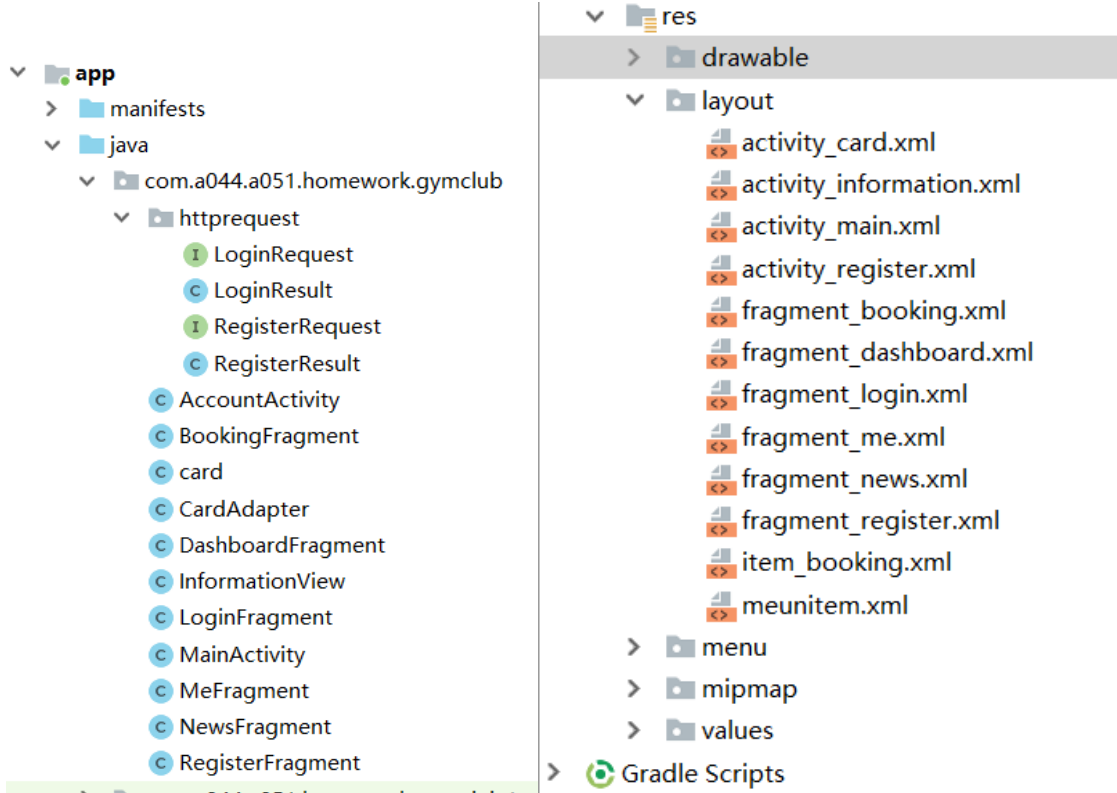 app
manifests
java
com.a044.a051.homework.gymclub
httprequest
I LoginRequest
C LoginResult
I RegisterRequest
C RegisterResult
C AccountActivity
C BookingFragment
C card
C CardAdapter
C DashboardFragment
C InformationView
C LoginFragment
C MainActivity
C MeFragment
C NewsFragment
C RegisterFragment
res
drawable
layout
activity_card.xml
activity_information.xml
activity_main.xml
activity_register.xml
fragment_booking.xml
fragment_dashboard.xml
fragment_login.xml
fragment_me.xml
fragment_news.xml
fragment_register.xml
item_booking.xml
meunitem.xml
menu
mipmap
values
Gradle Scripts